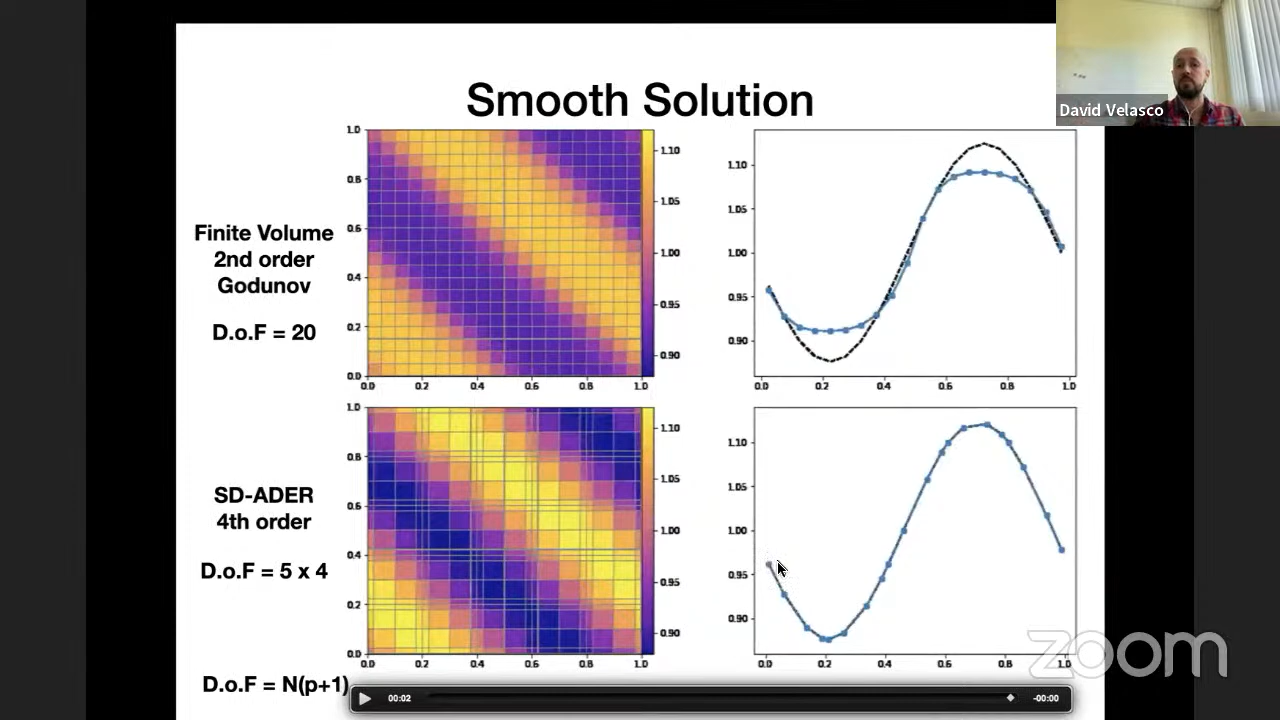 David Velasco
Smooth Solution
Finite Volume
2nd order
Godunov
D.o.F = 20
1.0
0.8
0.6
0.4
0.2
0.0
0.0 0.2 0.4 0.6 0.8 1.0
1.10
1.05
1.00
0.95
0.90
1.10
1.05
1.00
0.95
0.90
0.0 0.2 0.4 0.6 0.8 1.0
SD-ADER
4th order
D.o.F = 5 x 4
1.0
0.8
0.6
0.4
0.2
0.0
0.0 0.2 0.4 0.6 0.8 1.0
1.10
1.05
1.00
0.95
0.90
1.10
1.05
1.00
0.95
0.90
0.0 0.2 0.4 0.6 0.8 1.0
zoom
D.o.F = N(p+1)
00:02 -00:00